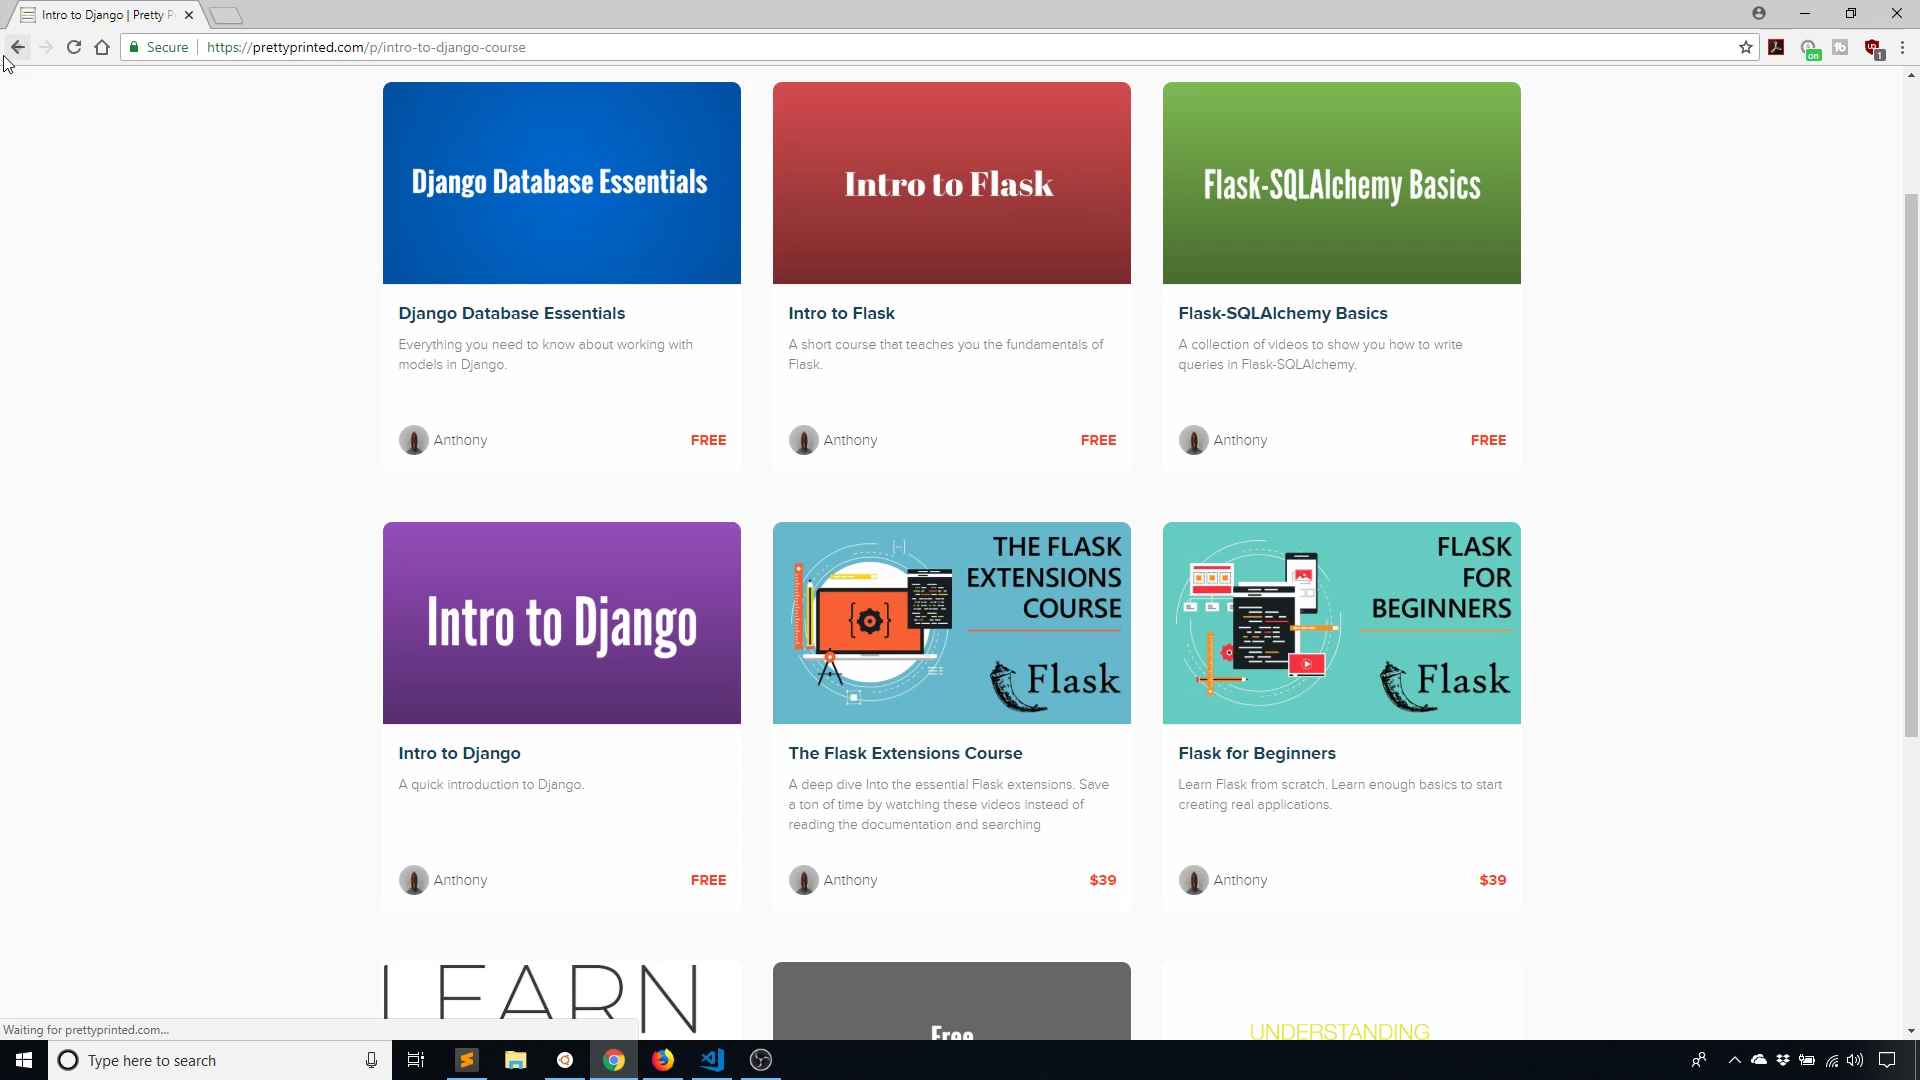 Intro to Django | Pretty P
Secure
https://prettyprinted.com/p/intro-to-django-course
on
1
Django Database Essentials
Intro to Flask
Flask-SQLAlchemy Basics
Django Database Essentials
Everything you need to know about working with
models in Django.
Anthony
FREE
Intro to Flask
A short course that teaches you the fundamentals of
Flask.
Anthony
FREE
Flask-SQLAlchemy Basics
A collection of videos to show you how to write
queries in Flask-SQLAlchemy.
Anthony
FREE
Intro to Django
THE FLASK
EXTENSIONS
COURSE
Flask
FLASK
FOR
BEGINNERS
Flask
Intro to Django
A quick introduction to Django.
Anthony
FREE
The Flask Extensions Course
A deep dive Into the essential Flask extensions. Save
a ton of time by watching these videos instead of
reading the documentation and searching
Anthony
$39
Flask for Beginners
Learn Flask from scratch. Learn enough basics to start
creating real applications.
Anthony
$39
LEARN
Free
UNDERSTANDING
Waiting for prettyprinted.com...
Type here to search